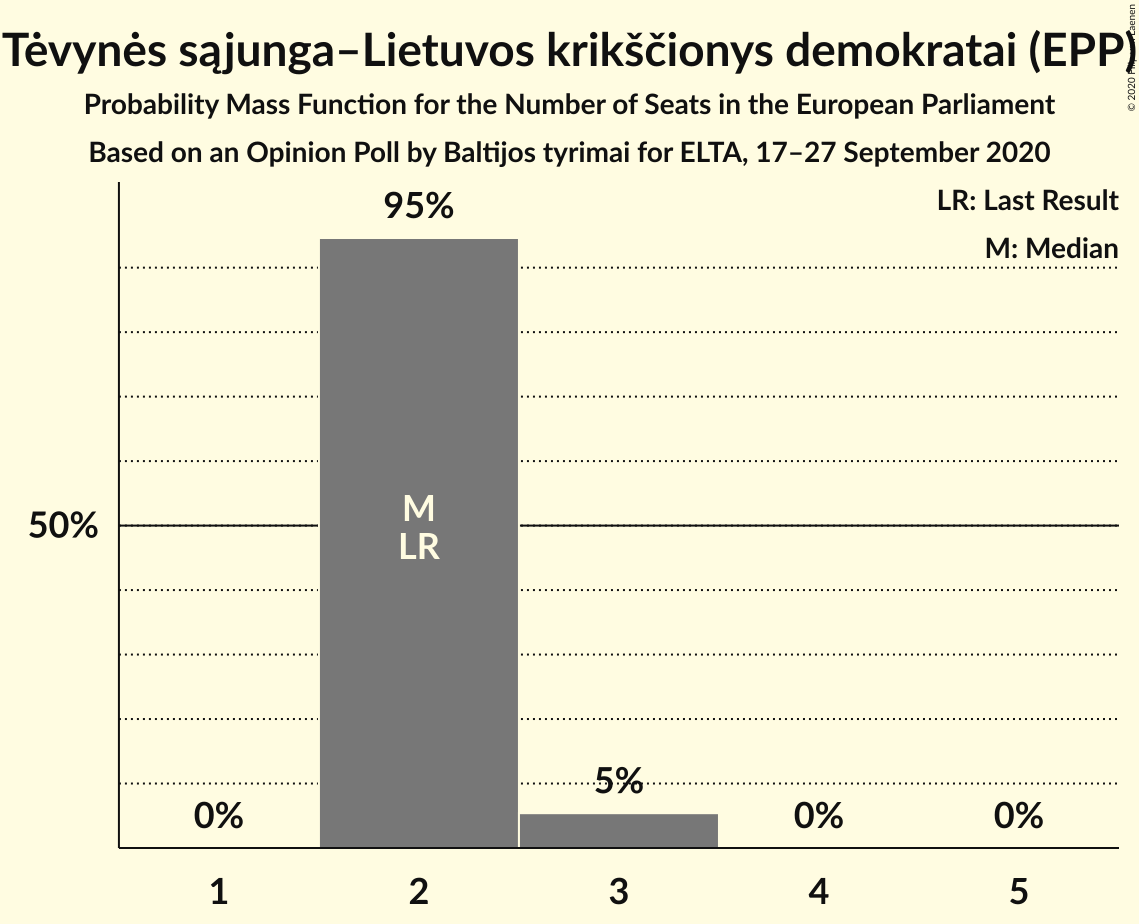 Tėvynės sąjunga–Lietuvos krikščionys demokratai (EPP)
Probability Mass Function for the Number of Seats in the European Parliament
Based on an Opinion Poll by Baltijos tyrimai for ELTA, 17–27 September 2020
LR: Last Result
M: Median
95%
50%
M
LR
5%
0%
0%
0%
1
2
3
4
5
© 2020 Laenen